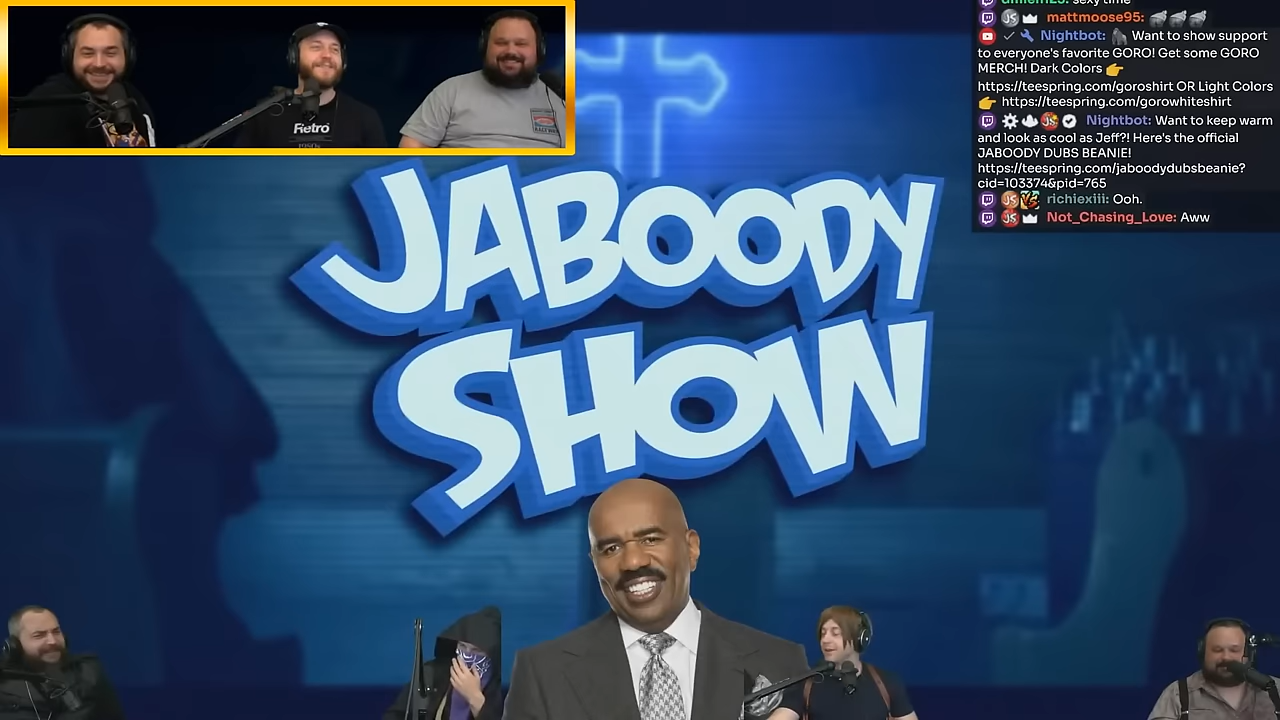 sexy time
mattmoose95:
Nightbot: Want to show support
to everyone's favorite GORO! Get some GORO
MERCH! Dark Colors
https://teespring.com/goroshirt OR Light Colors
https://teespring.com/gorowhiteshirt
Nightbot: Want to keep warm
and look as cool as Jeff?! Here's the official
JABOODY DUBS BEANIE!
https://teespring.com/jaboodydubsbeanie?
cid=103374&pid=765
richiexiii: Ooh.
Not_Chasing_Love: Aww
JABOODY
SHOW